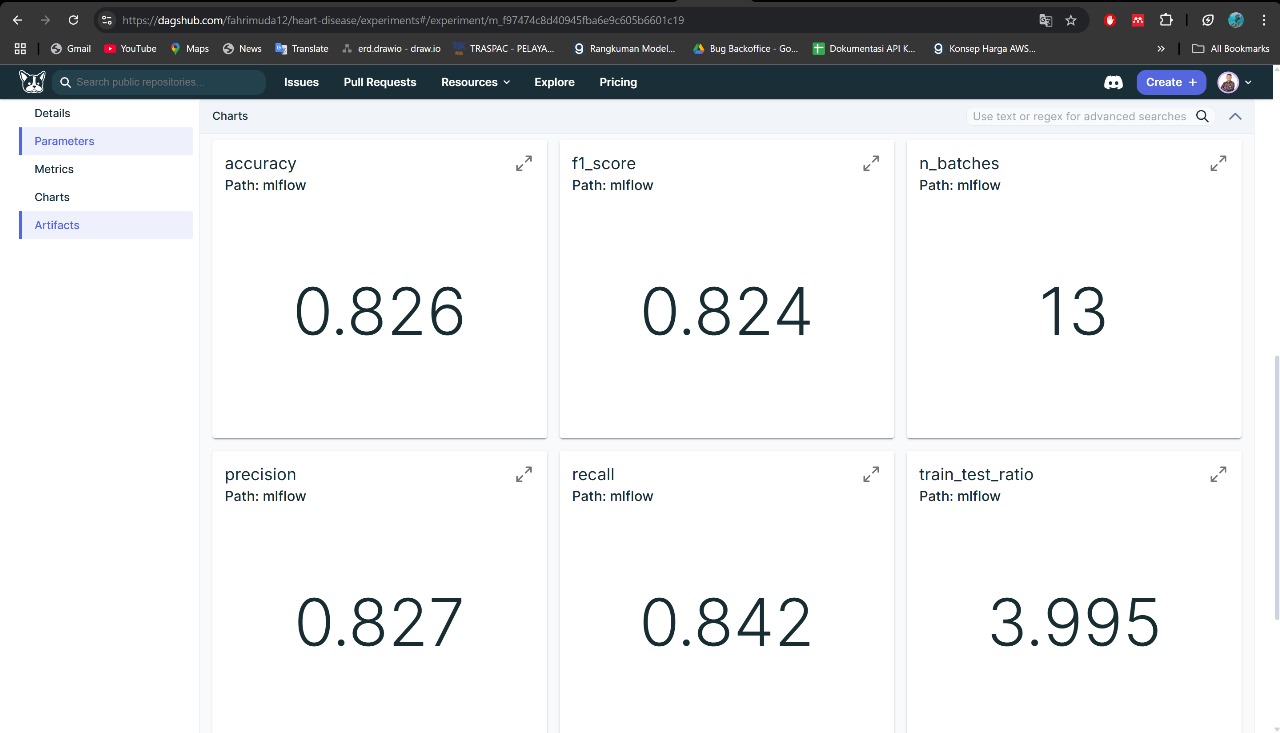 https://dagshub.com/fahrimuda12/heart-disease/experiments#/experiment/m_f97474c8d40945fba6e9c605b6601c19
Gmail YouTube Maps News Translate erd.drawio - draw.io TRASPAC - PELAYA... Rangkuman Model... Bug Backoffice - Go... Dokumentasi API K... Konsep Harga AWS... » All Bookmarks
Search public repositories... Issues Pull Requests Resources Explore Pricing Create +
Details
Parameters
Metrics
Charts
Artifacts
Charts Use text or regex for advanced searches
accuracy
Path: mlflow
0.826
f1_score
Path: mlflow
0.824
n_batches
Path: mlflow
13
precision
Path: mlflow
0.827
recall
Path: mlflow
0.842
train_test_ratio
Path: mlflow
3.995